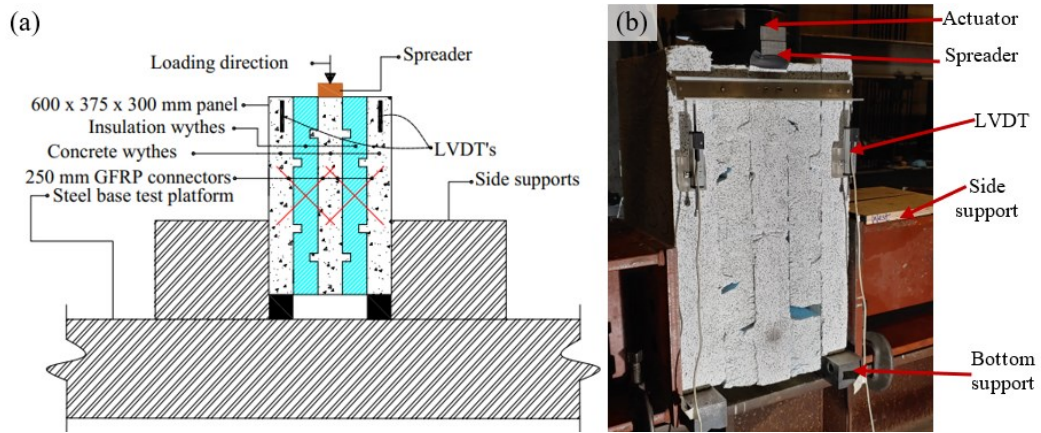 (a)
Loading direction
Spreader
600 x 375 x 300 mm panel
Insulation wythes
Concrete wythes
LVDT's
250 mm GFRP connectors
Steel base test platform
Side supports
(b)
Actuator
Spreader
LVDT
Side
support
Bottom
support